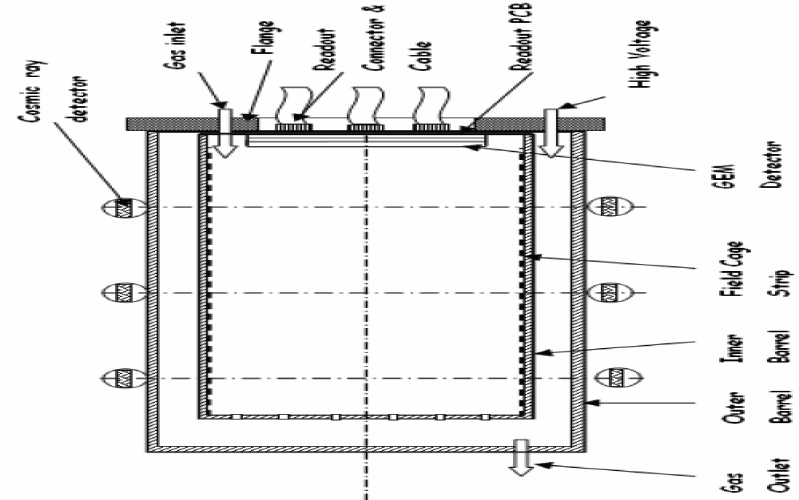 Cosmic ray
detector
Gas inlet
Flange
Readout
Connector &
Cable
Readout PCB
High Voltage
GEM
Detector
Field Cage
Strip
Inner
Barrel
Outer
Barrel
Gas
Outlet